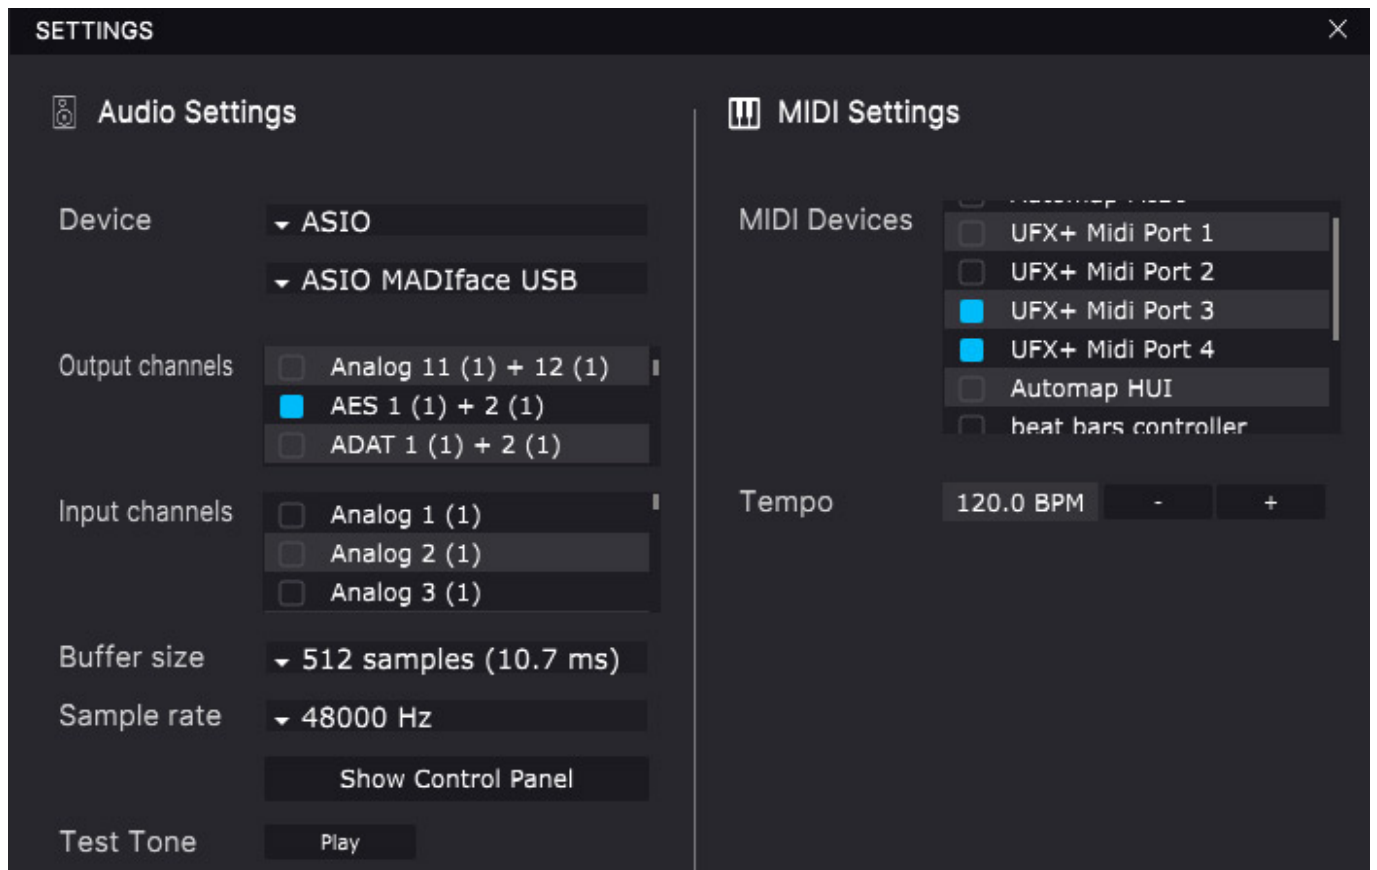 SETTINGS
Audio Settings
Device
ASIO
ASIO MADIface USB
Output channels
Analog 11 (1) + 12 (1)
AES 1 (1) + 2 (1)
ADAT 1 (1) + 2 (1)
Input channels
Analog 1 (1)
Analog 2 (1)
Analog 3 (1)
Buffer size
512 samples (10.7 ms)
Sample rate
48000 Hz
Show Control Panel
Test Tone
Play
MIDI Settings
MIDI Devices
UFX+ Midi Port 1
UFX+ Midi Port 2
UFX+ Midi Port 3
UFX+ Midi Port 4
Automap HUI
beat bars controller
Tempo
120.0 BPM
-
+